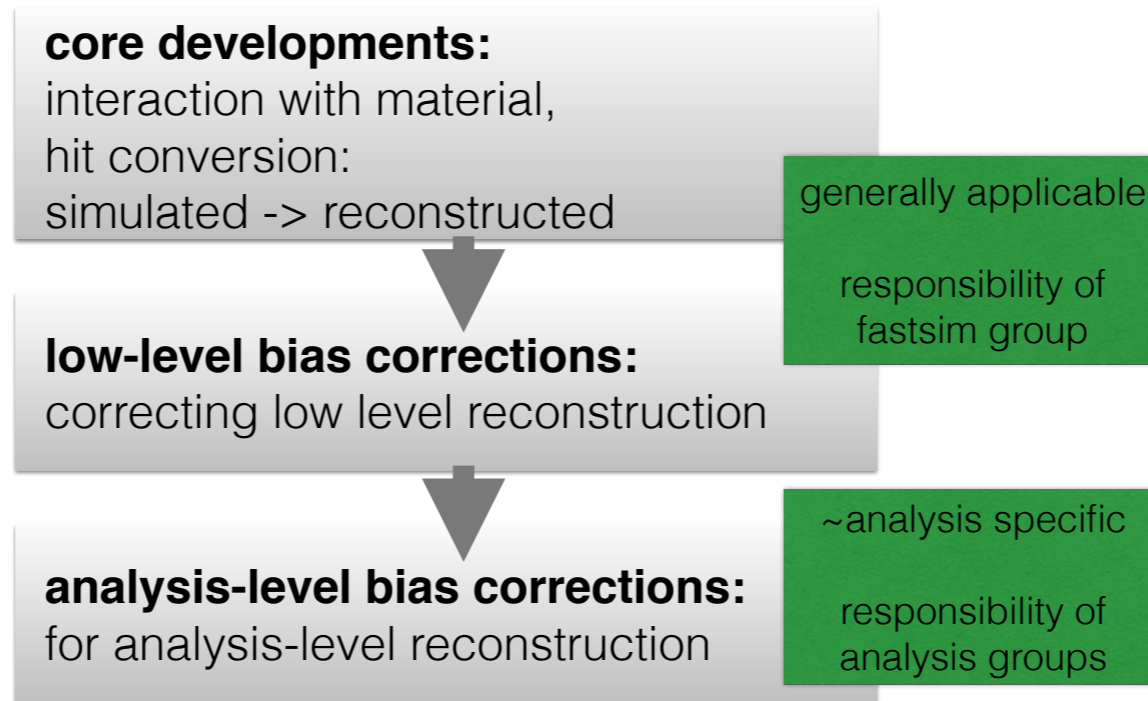 core developments:
interaction with material,
hit conversion:
simulated -> reconstructed
generally applicable
responsibility of
fastsim group
low-level bias corrections:
correcting low level reconstruction
~analysis specific
responsibility of
analysis groups
analysis-level bias corrections:
for analysis-level reconstruction